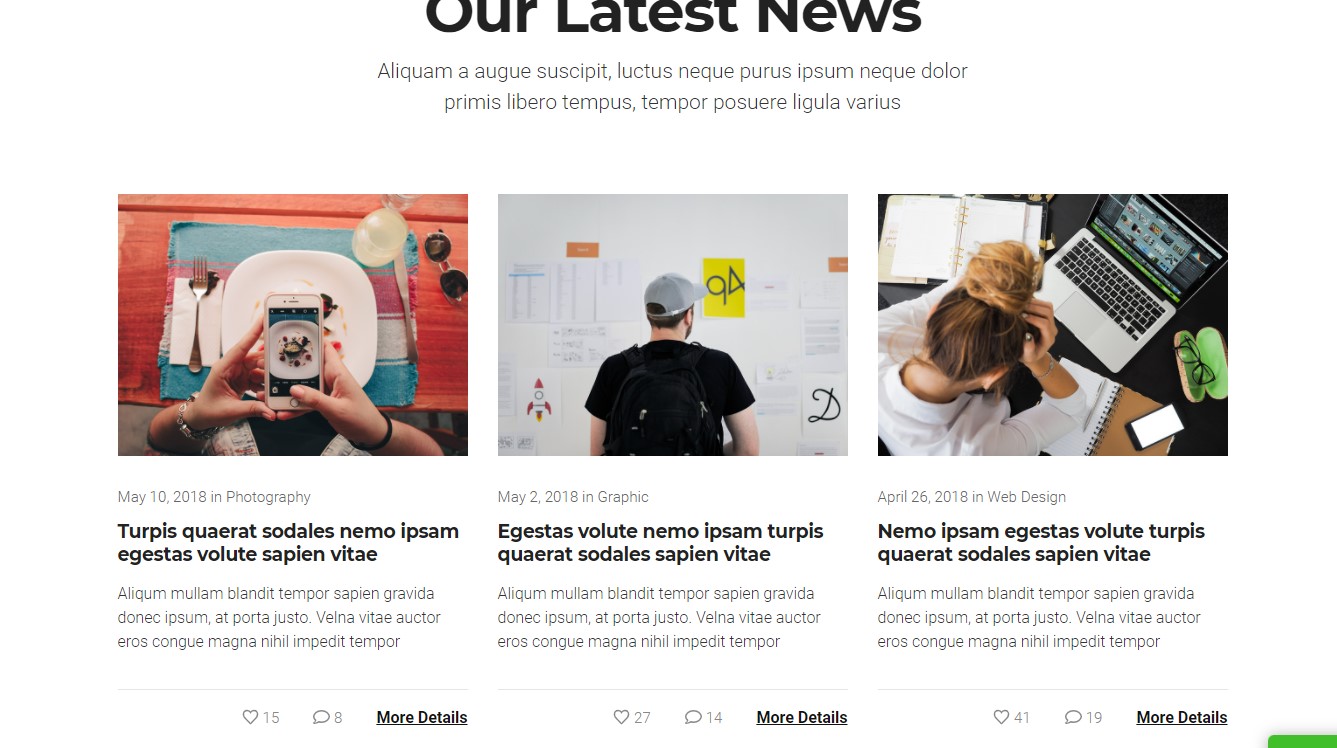 Our Latest News
Aliquam a augue suscipit, luctus neque purus ipsum neque dolor
primis libero tempus, tempor posuere ligula varius
94
D
May 10, 2018 in Photography
Turpis quaerat sodales nemo ipsam
egestas volute sapien vitae
Aliqum mullam blandit tempor sapien gravida
donec ipsum, at porta justo. Velna vitae auctor
eros congue magna nihil impedit tempor
15
8
More Details
May 2, 2018 in Graphic
Egestas volute nemo ipsam turpis
quaerat sodales sapien vitae
Aliqum mullam blandit tempor sapien gravida
donec ipsum, at porta justo. Velna vitae auctor
eros congue magna nihil impedit tempor
27
14
More Details
April 26, 2018 in Web Design
Nemo ipsam egestas volute turpis
quaerat sodales sapien vitae
Aliqum mullam blandit tempor sapien gravida
donec ipsum, at porta justo. Velna vitae auctor
eros congue magna nihil impedit tempor
41
19
More Details